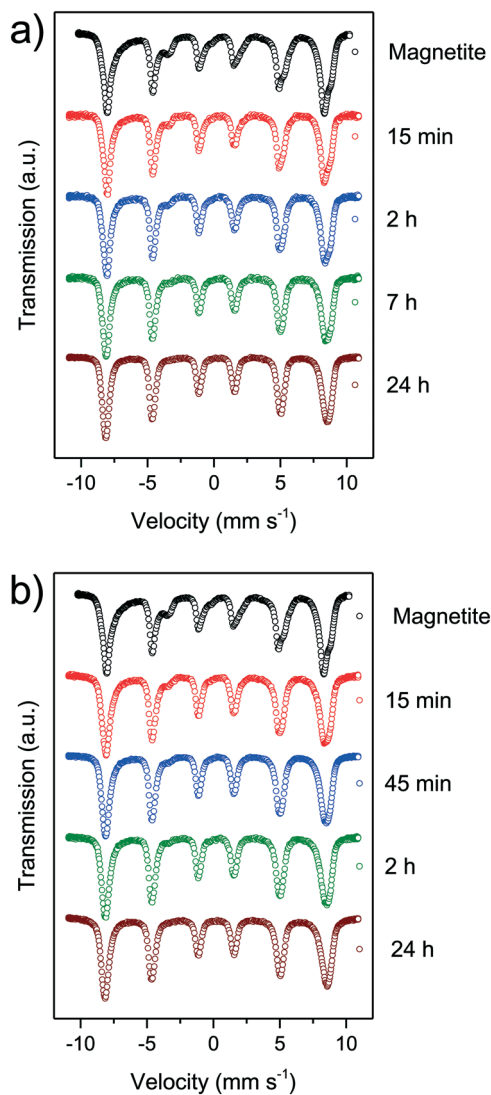 a)
Magnetite
15 min
2 h
7 h
24 h
Transmission (a.u.)
-10 -5 0 5 10
Velocity (mm s⁻¹)
b)
Magnetite
15 min
45 min
2 h
24 h
Transmission (a.u.)
-10 -5 0 5 10
Velocity (mm s⁻¹)